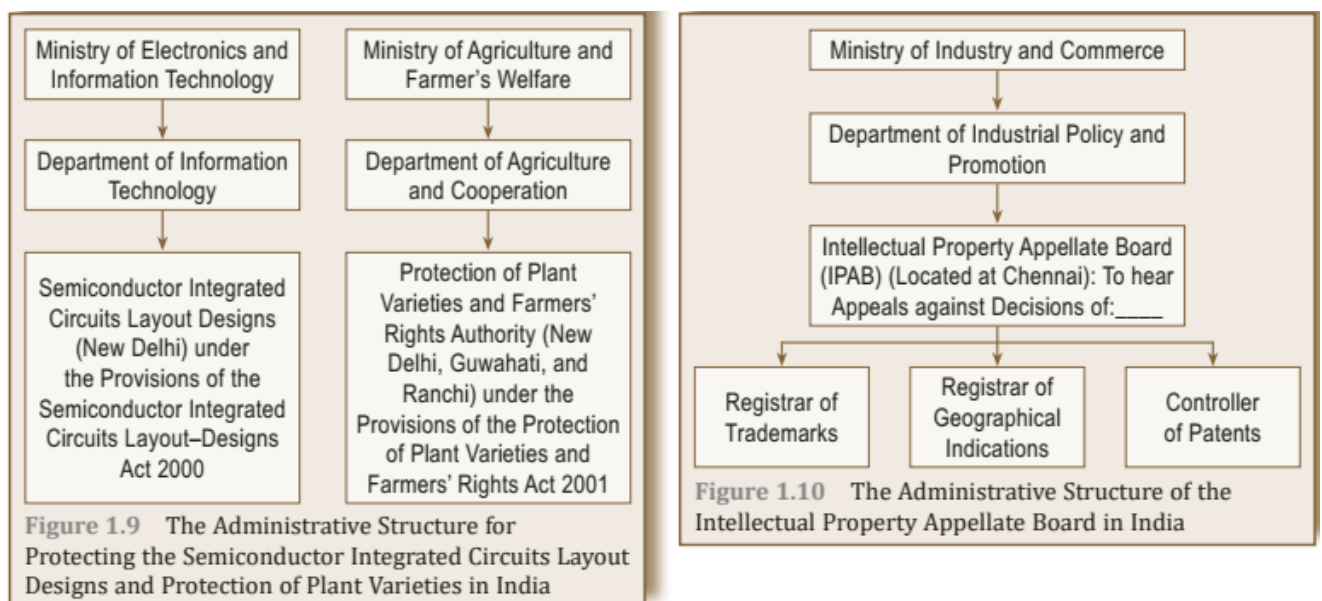 Ministry of Electronics and
Information Technology
Department of Information
Technology
Semiconductor Integrated
Circuits Layout Designs
(New Delhi) under
the Provisions of the
Semiconductor Integrated
Circuits Layout–Designs
Act 2000
Ministry of Agriculture and
Farmer's Welfare
Department of Agriculture
and Cooperation
Protection of Plant
Varieties and Farmers'
Rights Authority (New
Delhi, Guwahati, and
Ranchi) under the
Provisions of the Protection
of Plant Varieties and
Farmers' Rights Act 2001
Figure 1.9 The Administrative Structure for
Protecting the Semiconductor Integrated Circuits Layout
Designs and Protection of Plant Varieties in India
Ministry of Industry and Commerce
Department of Industrial Policy and
Promotion
Intellectual Property Appellate Board
(IPAB) (Located at Chennai): To hear
Appeals against Decisions of:____
Registrar of
Trademarks
Registrar of
Geographical
Indications
Controller
of Patents
Figure 1.10 The Administrative Structure of the
Intellectual Property Appellate Board in India